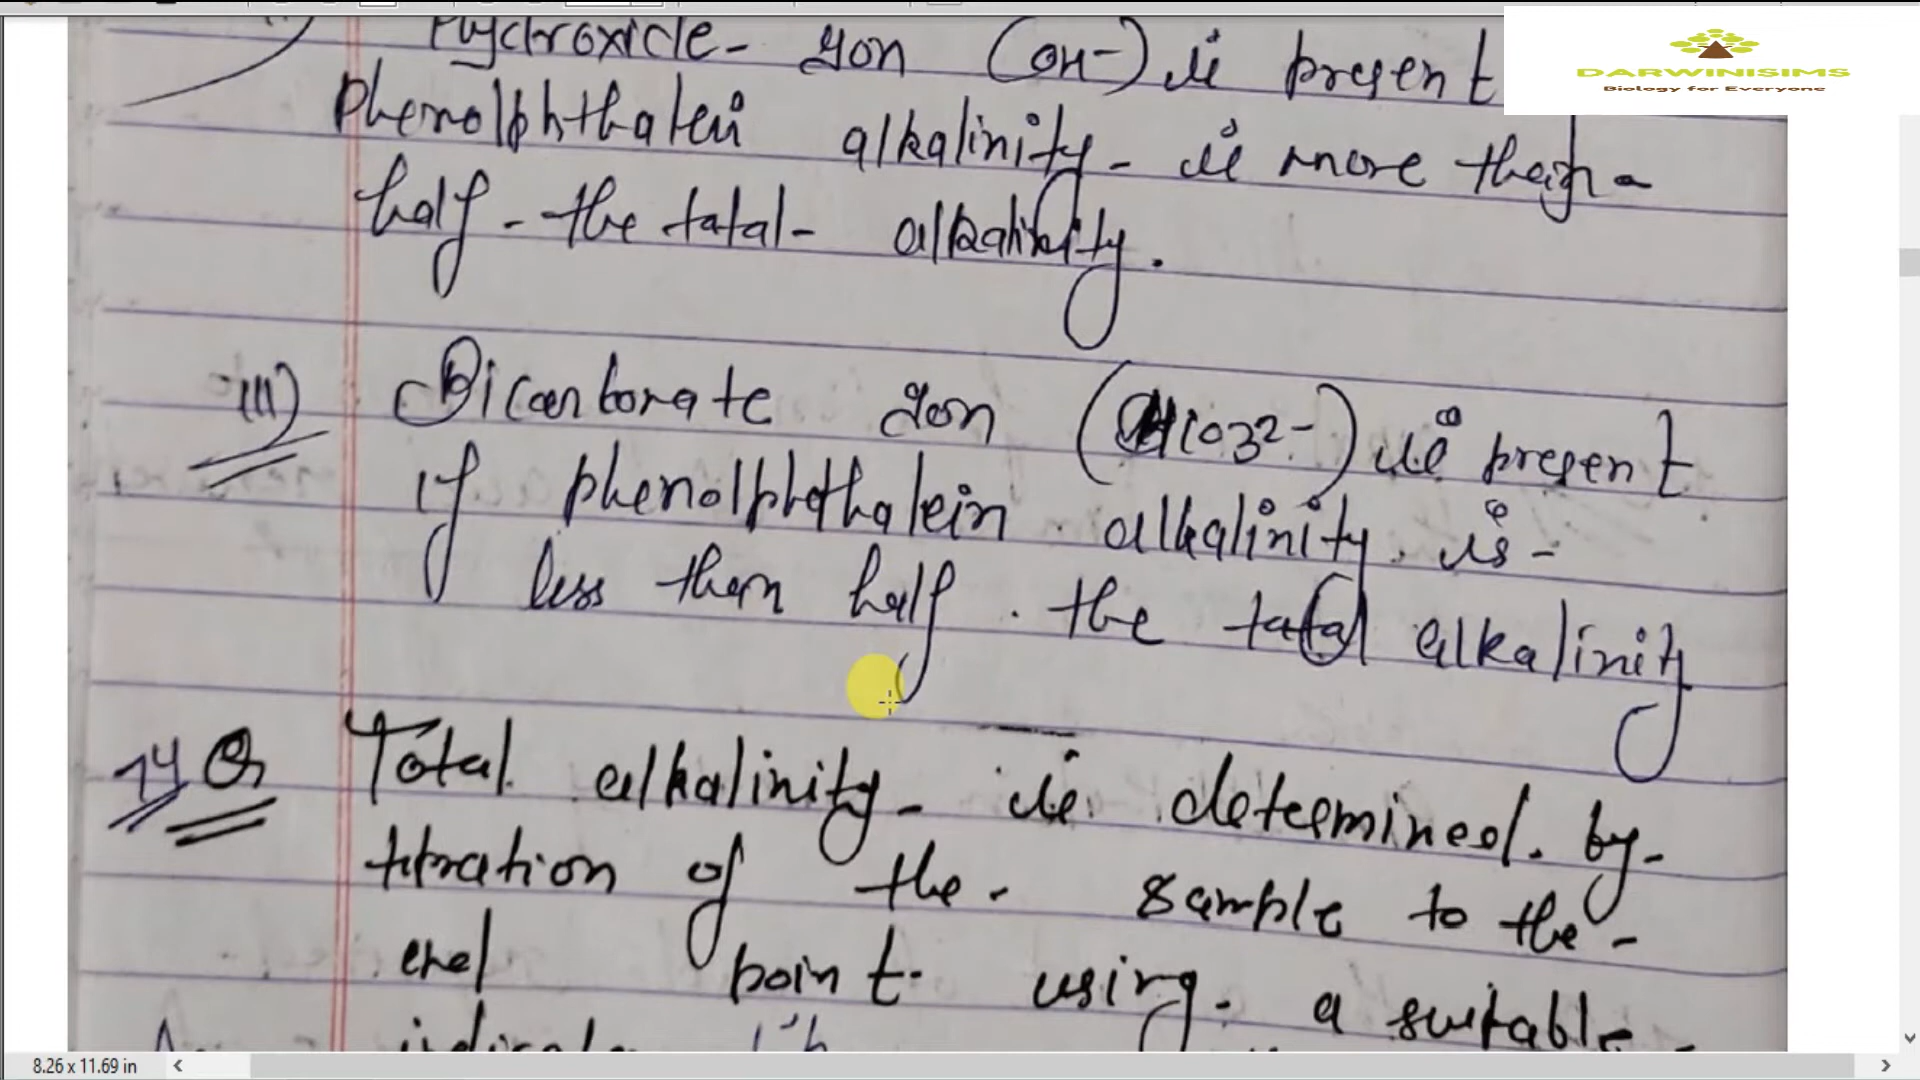 Hydroxide- Ion (OH-) is present
DARWINISIMS
Biology for Everyone
phenolphthalein alkalinity- is more than-
half- the total- alkalinity.
(III) Bicarbonate Ion (HCO32-) is present
if phenolphthalein alkalinity. is-
less than half. the total alkalinity
14 Q Total alkalinity- is determined. by-
titration of the. sample to the-
end point. using. a suitable-
8.26 x 11.69 in